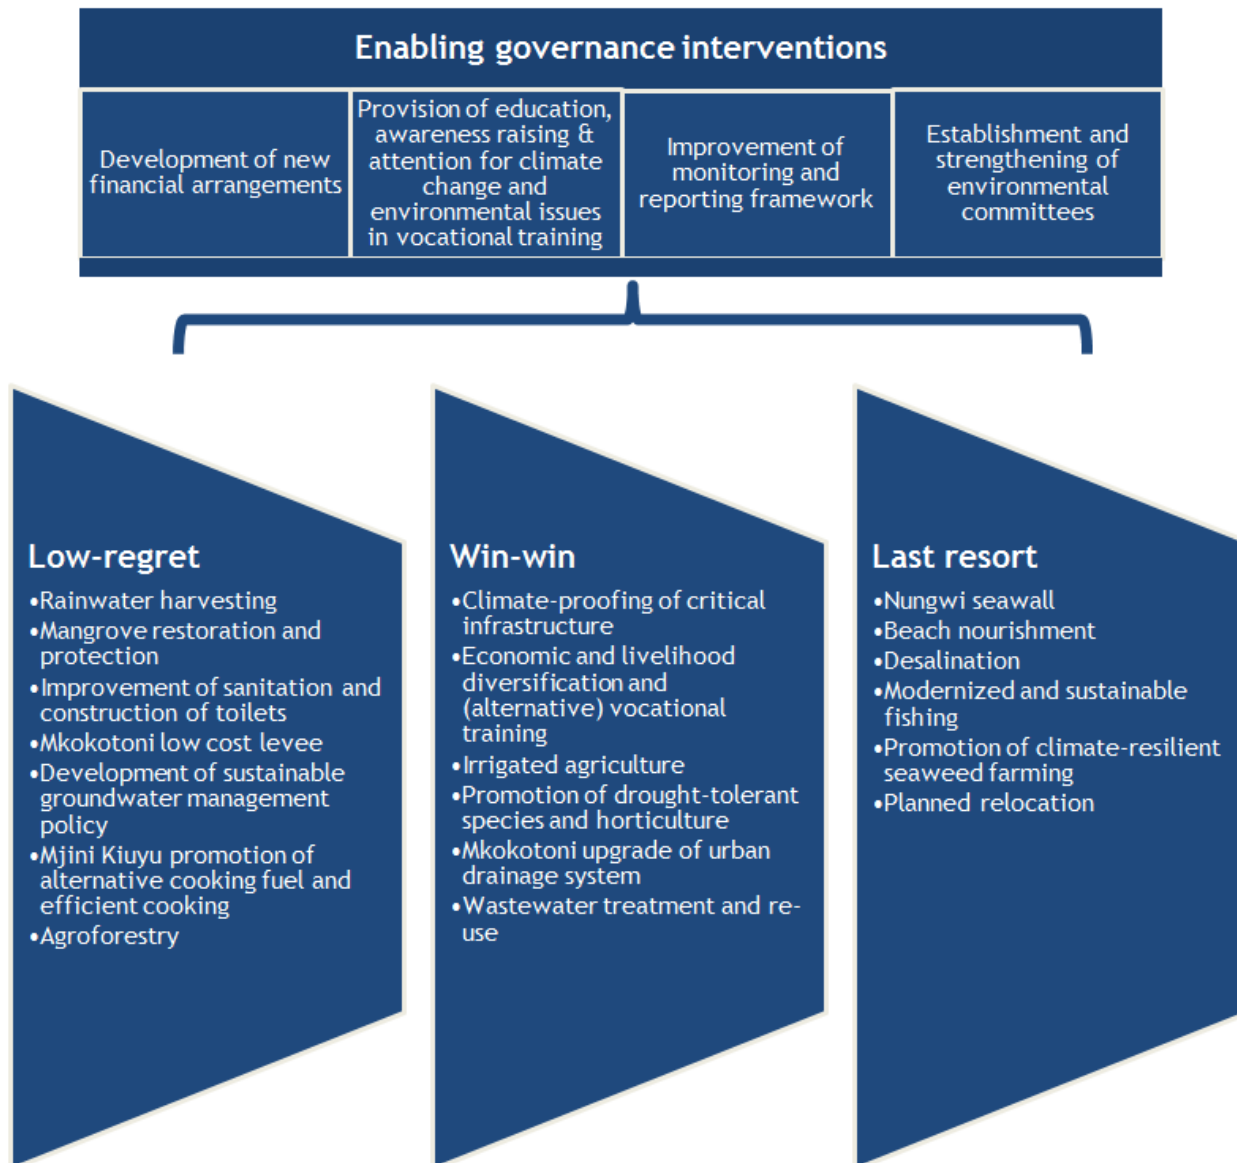 Enabling governance interventions
Development of new
financial arrangements
Provision of education,
awareness raising &
attention for climate
change and
environmental issues
in vocational training
Improvement of
monitoring and
reporting framework
Establishment and
strengthening of
environmental
committees
Low-regret
•Rainwater harvesting
•Mangrove restoration and
protection
•Improvement of sanitation and
construction of toilets
•Mkokotoni low cost levee
•Development of sustainable
groundwater management
policy
•Mjini Kiuyu promotion of
alternative cooking fuel and
efficient cooking
•Agroforestry
Win-win
•Climate-proofing of critical
infrastructure
•Economic and livelihood
diversification and
(alternative) vocational
training
•Irrigated agriculture
•Promotion of drought-tolerant
species and horticulture
•Mkokotoni upgrade of urban
drainage system
•Wastewater treatment and re-
use
Last resort
•Nungwi seawall
•Beach nourishment
•Desalination
•Modernized and sustainable
fishing
•Promotion of climate-resilient
seaweed farming
•Planned relocation